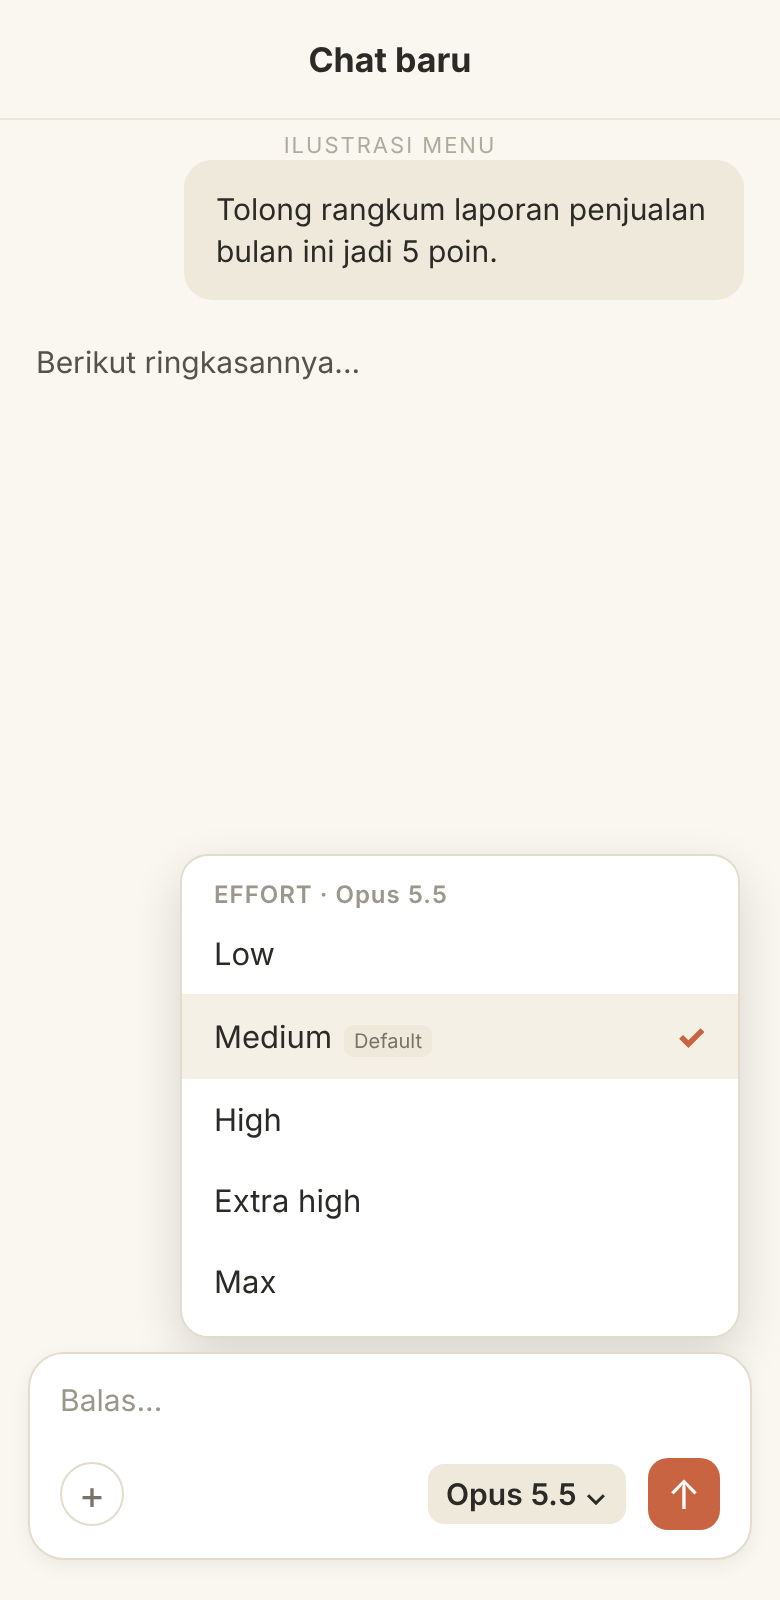 Chat baru
ILUSTRASI MENU
Tolong rangkum laporan penjualan
bulan ini jadi 5 poin.
Berikut ringkasannya...
EFFORT · Opus 5.5
Low
Medium Default
High
Extra high
Max
Balas...
+
Opus 5.5